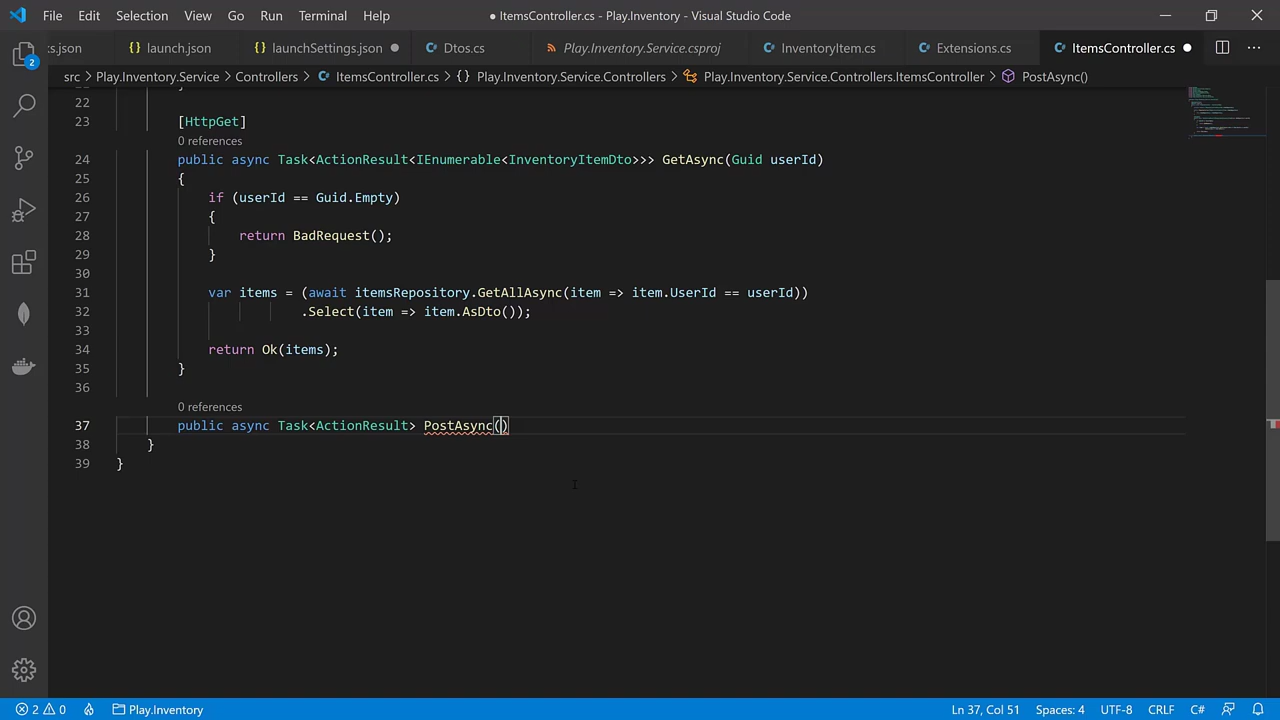 File Edit Selection View Go Run Terminal Help ● ItemsController.cs - Play.Inventory - Visual Studio Code
s.json launch.json launchSettings.json Dtos.cs Play.Inventory.Service.csproj InventoryItem.cs Extensions.cs ItemsController.cs
src > Play.Inventory.Service > Controllers > ItemsController.cs > {} Play.Inventory.Service.Controllers > Play.Inventory.Service.Controllers.ItemsController > PostAsync()
2
22
23 [HttpGet]
0 references
24 public async Task<ActionResult<IEnumerable<InventoryItemDto>>> GetAsync(Guid userId)
25 {
26 if (userId == Guid.Empty)
27 {
28 return BadRequest();
29 }
30
31 var items = (await itemsRepository.GetAllAsync(item => item.UserId == userId))
32 .Select(item => item.AsDto());
33
34 return Ok(items);
35 }
36
0 references
37 public async Task<ActionResult> PostAsync()
38 }
39 }
2 0 Play.Inventory Ln 37, Col 51 Spaces: 4 UTF-8 CRLF C#